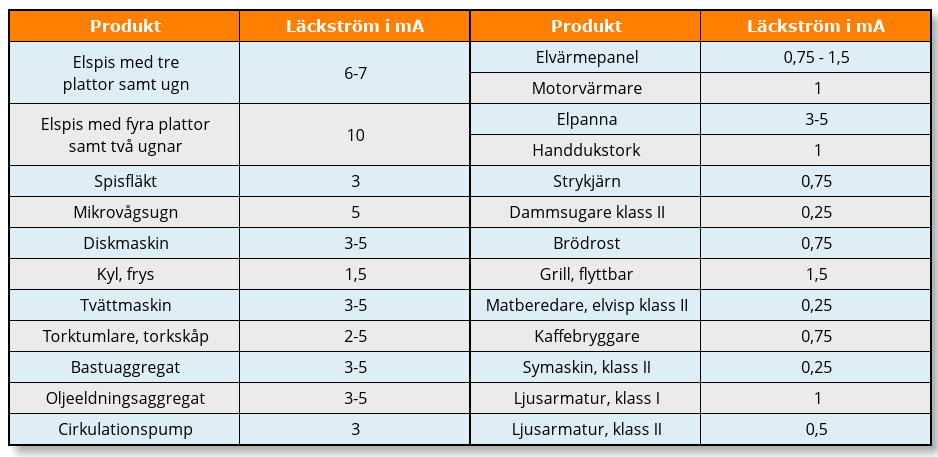 Produkt Läckström i mA Produkt Läckström i mA
Elspis med tre
plattor samt ugn
6-7
Elvärmepanel 0,75 - 1,5
Motorvärmare 1
Elspis med fyra plattor
samt två ugnar
10
Elpanna 3-5
Handdukstork 1
Spisfläkt 3 Strykjärn 0,75
Mikrovågsugn 5 Dammsugare klass II 0,25
Diskmaskin 3-5 Brödrost 0,75
Kyl, frys 1,5 Grill, flyttbar 1,5
Tvättmaskin 3-5 Matberedare, elvisp klass II 0,25
Torktumlare, torkskåp 2-5 Kaffebryggare 0,75
Bastuaggregat 3-5 Symaskin, klass II 0,25
Oljeeldningsaggregat 3-5 Ljusarmatur, klass I 1
Cirkulationspump 3 Ljusarmatur, klass II 0,5